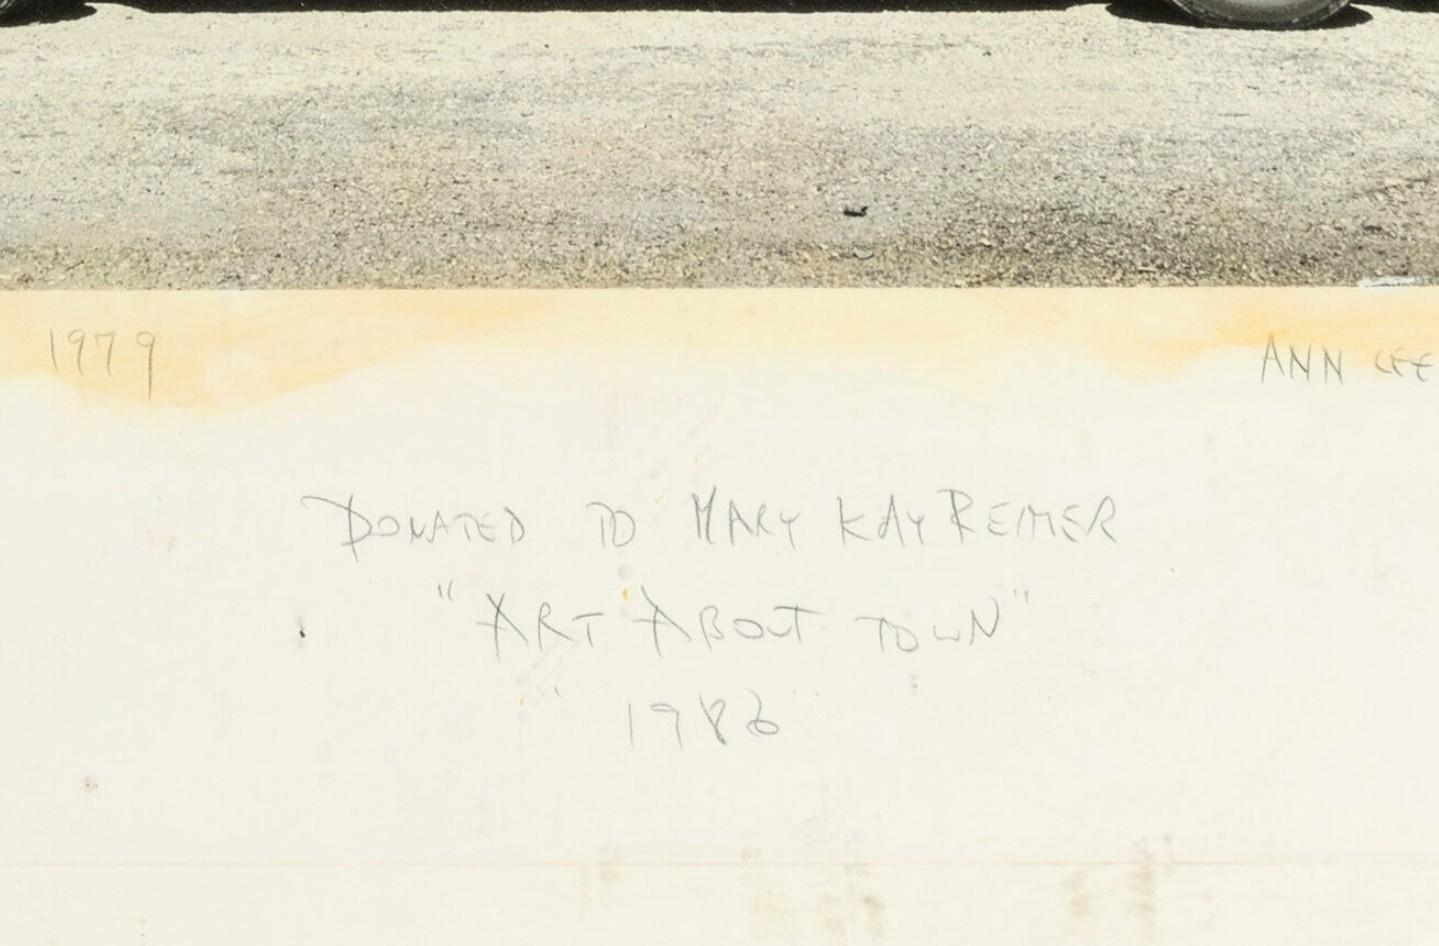 1979 ANN LEE
DONATED TO MARY KAY REIMER
"ART ABOUT TOWN"
1986